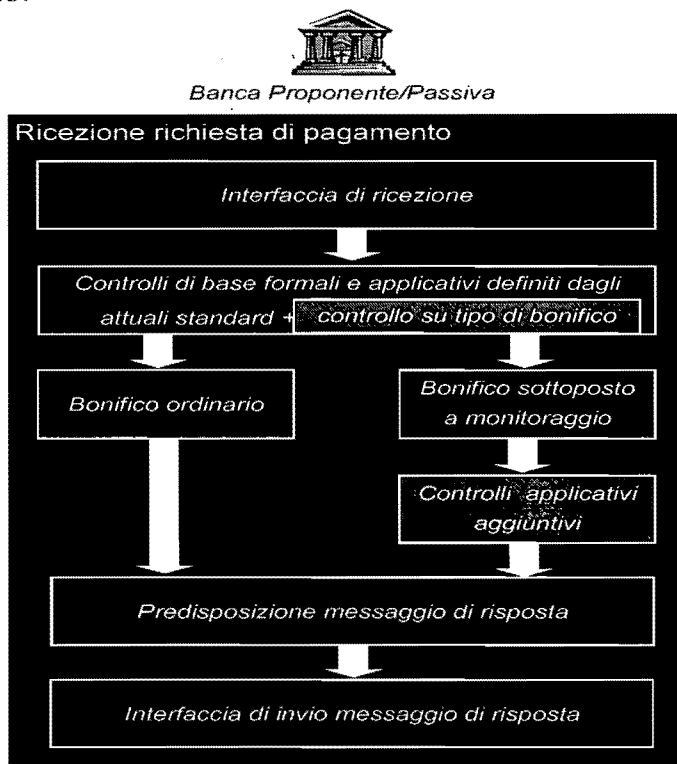 Banca Proponente/Passiva
Ricezione richiesta di pagamento
Interfaccia di ricezione
Controlli di base formali e applicativi definiti dagli
attuali standard + controllo su tipo di bonifico
Bonifico ordinario
Bonifico sottoposto
a monitoraggio
Controlli applicativi
aggiuntivi
Predisposizione messaggio di risposta
Interfaccia di invio messaggio di risposta